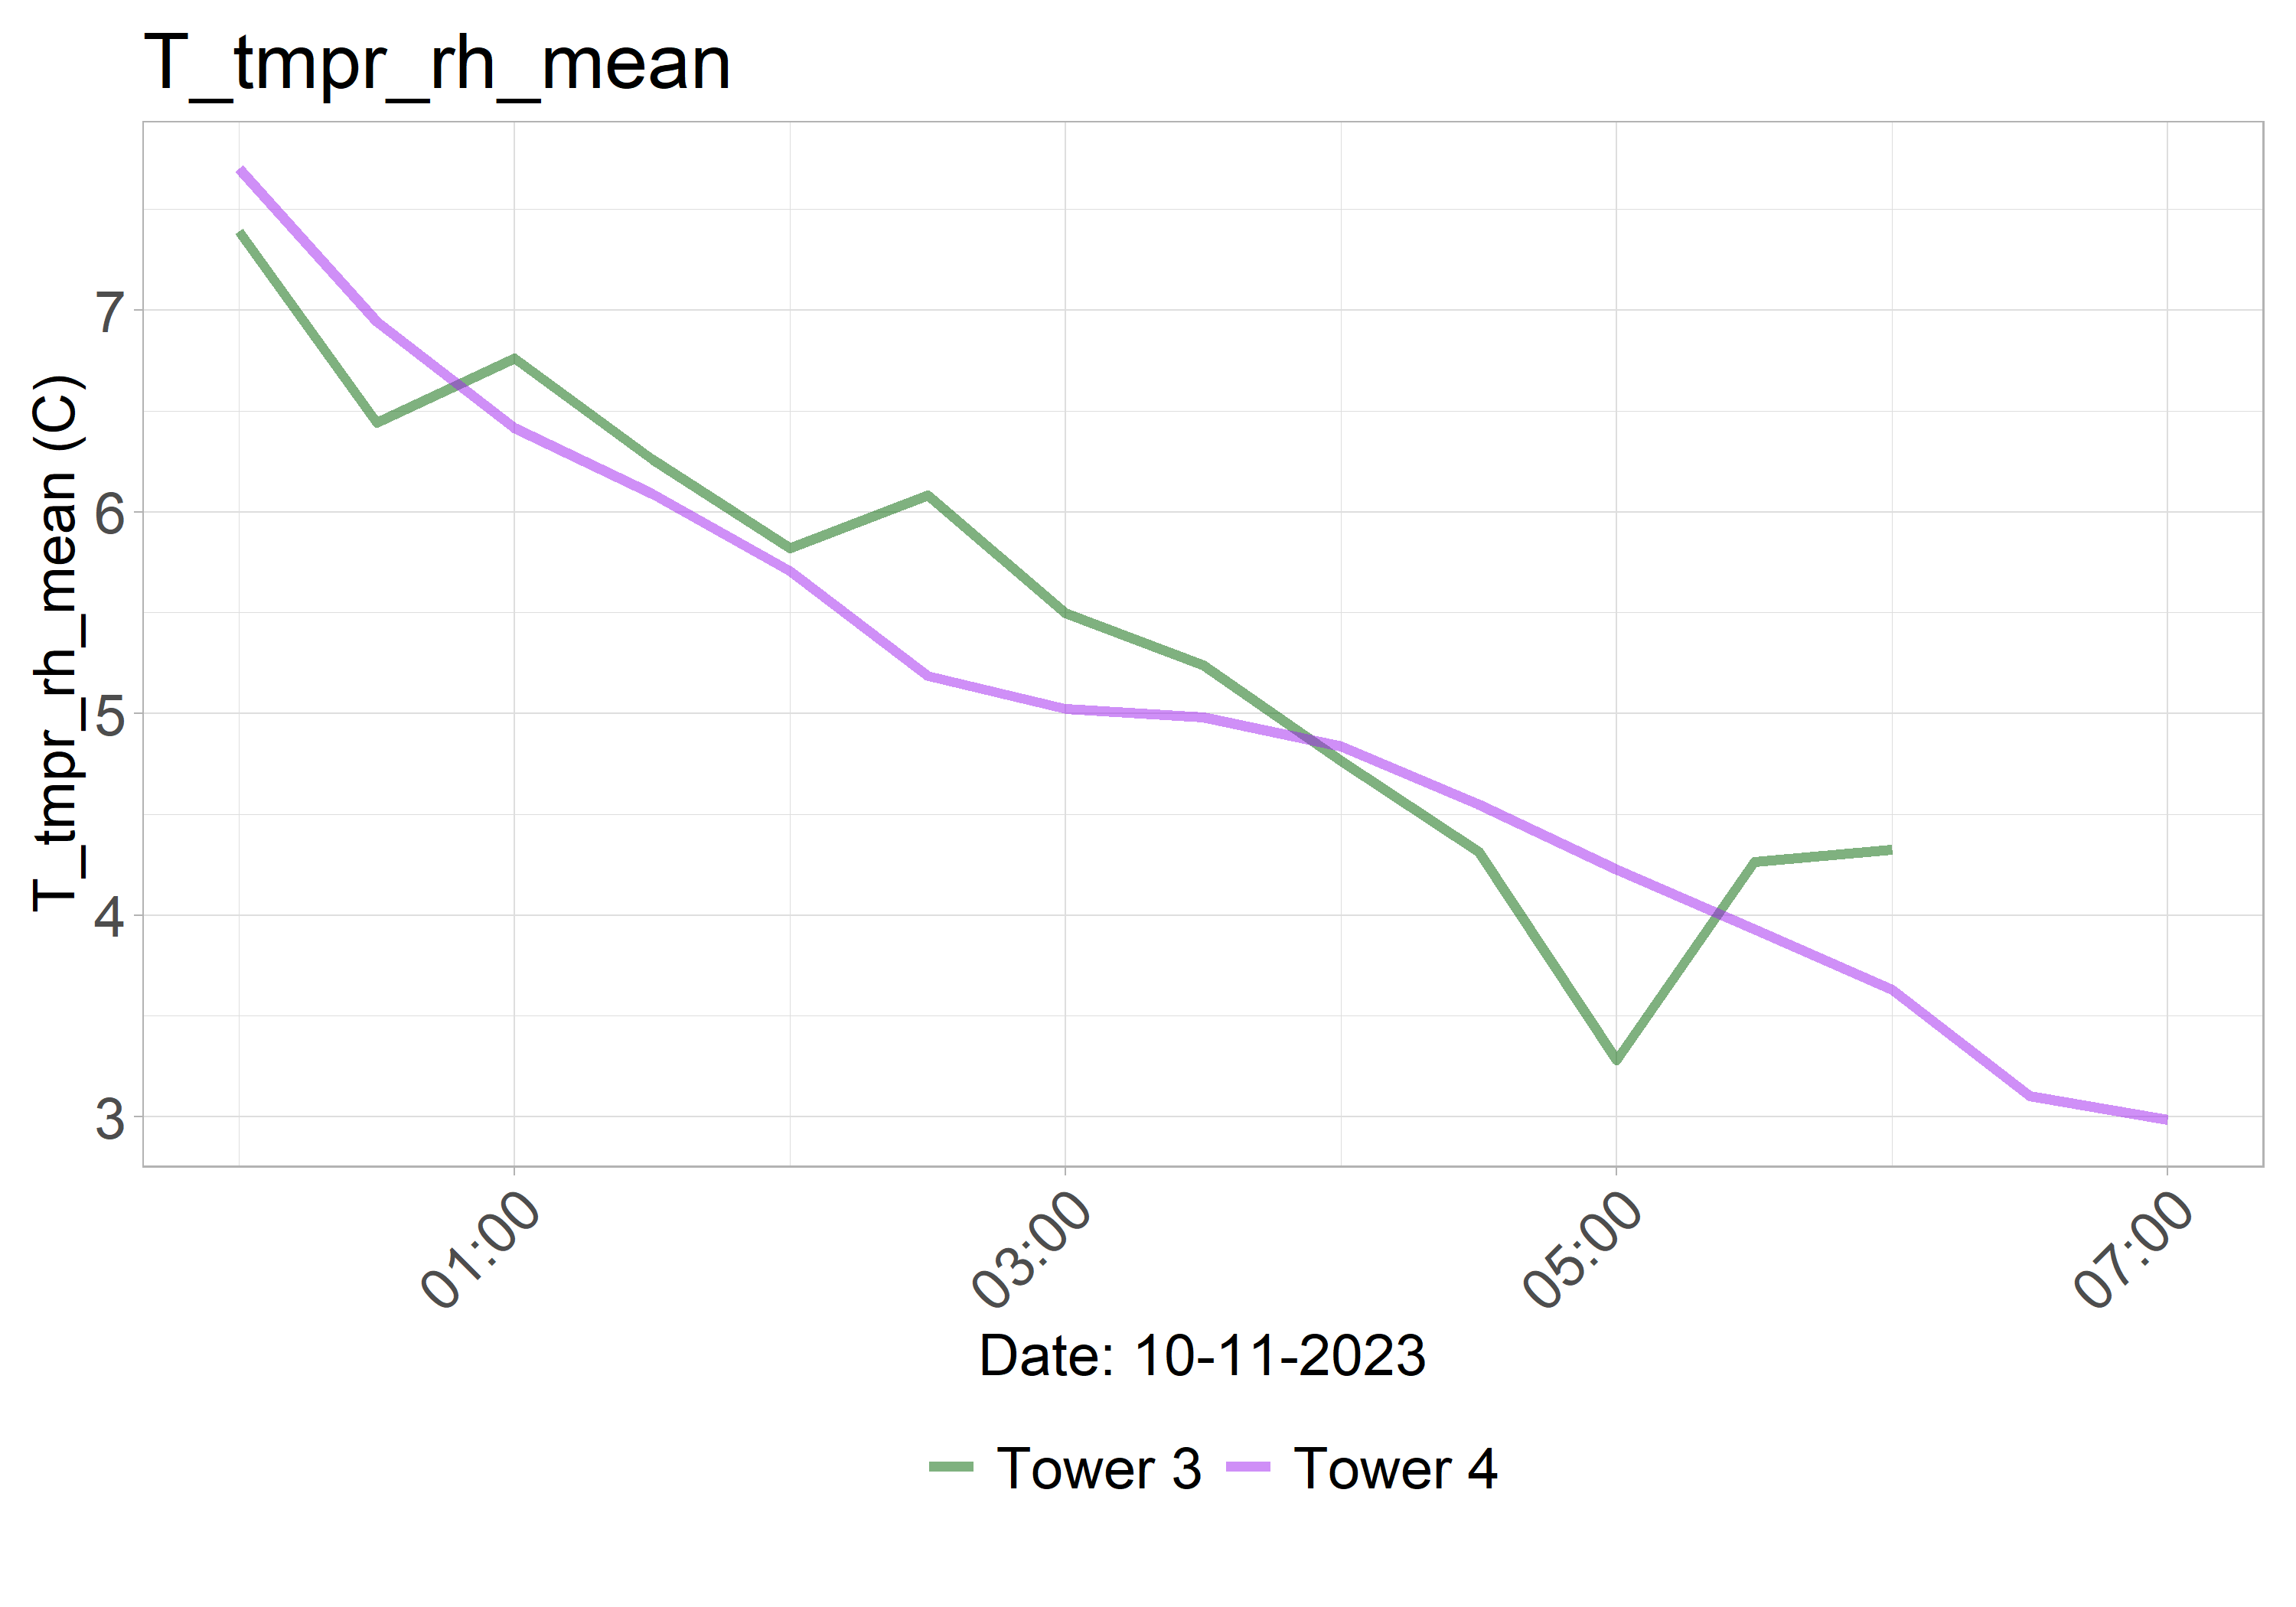 T_tmpr_rh_mean
T_tmpr_rh_mean (C)
7
6
5
4
3
01:00
03:00
05:00
07:00
Date: 10-11-2023
Tower 3
Tower 4